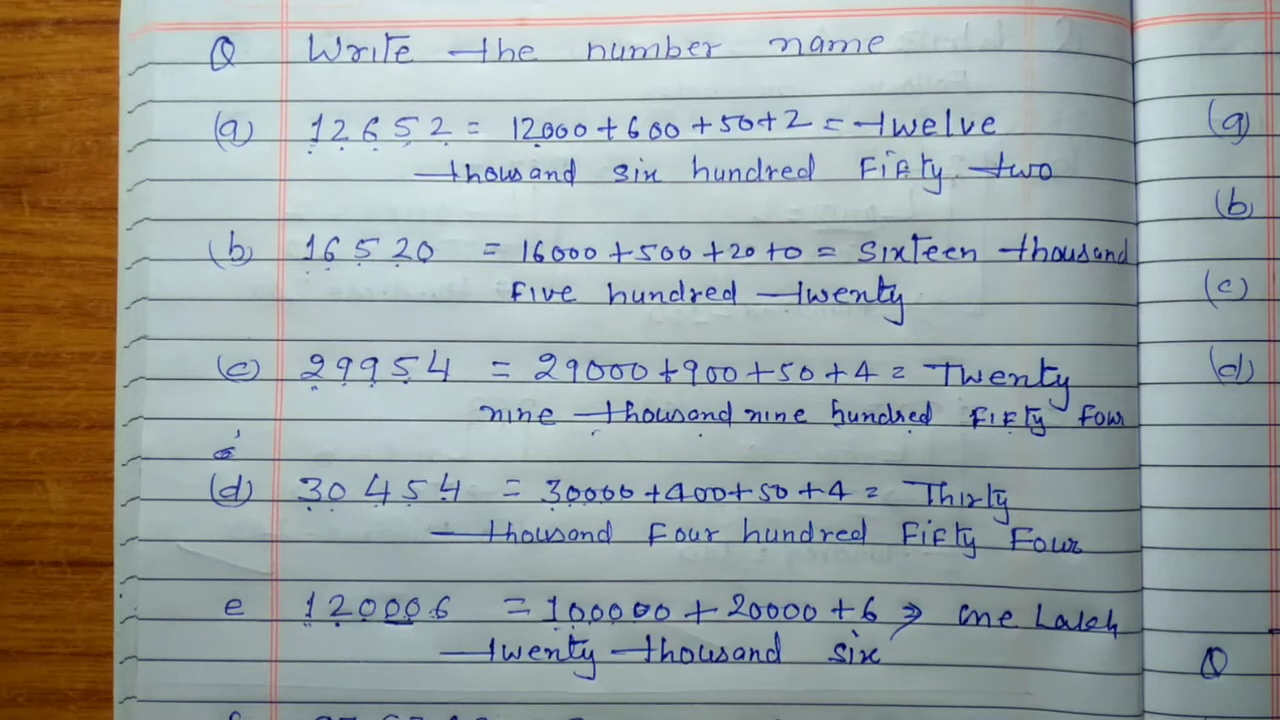 Q Write the number name
(a) 12652 = 12000+600+50+2 = twelve
thousand six hundred Fifty two
(b) 16520 = 16000+500+20+0 = sixteen thousand
Five hundred twenty
(c) 29954 = 29000+900+50+4 = Twenty
nine thousand nine hundred Fifty Four
(d) 30454 = 30000+400+50+4 = Thirty
thousand Four hundred Fifty Four
e 120006 = 100000+20000+6 ⇒ one Lakh
twenty thousand six
(a)
(b)
(c)
(d)
Q